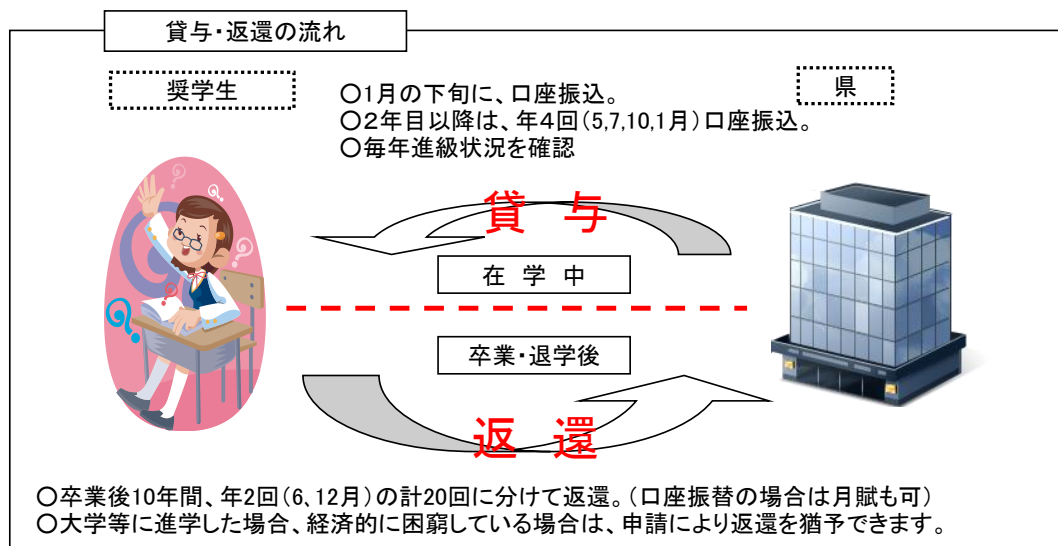 貸与・返還の流れ
奨学生
県
○1月の下旬に、口座振込。
○２年目以降は、年４回（5,7,10,1月）口座振込。
○毎年進級状況を確認
貸 与
在 学 中
卒業・退学後
返 還
○卒業後10年間、年2回（6、12月）の計20回に分けて返還。（口座振替の場合は月賦も可）
○大学等に進学した場合、経済的に困窮している場合は、申請により返還を猶予できます。